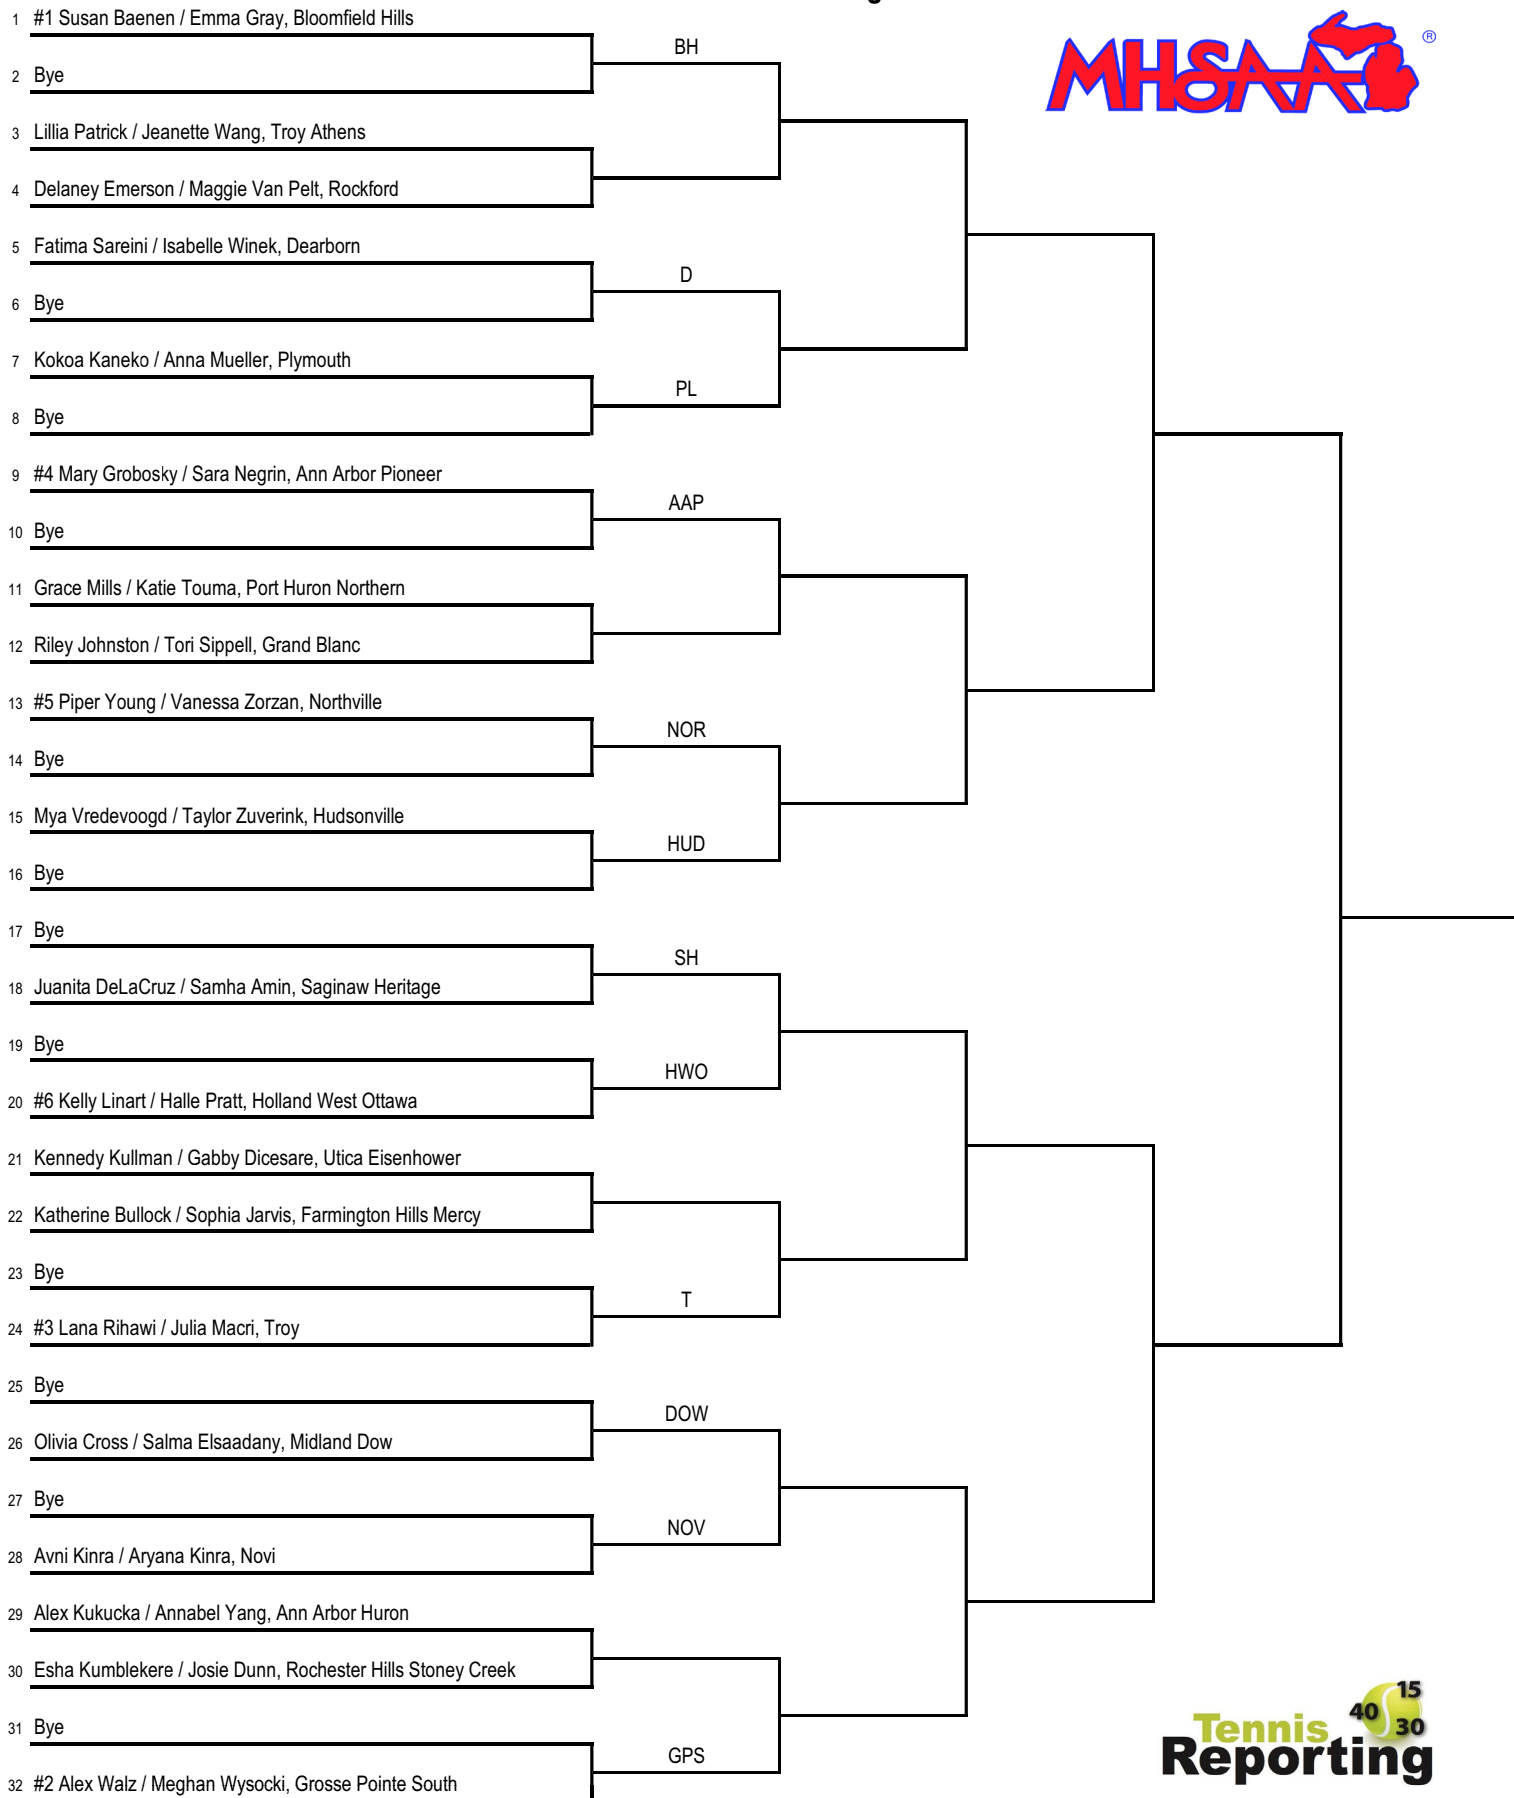 1 #1 Susan Baenen / Emma Gray, Bloomfield Hills
BH
2 Bye
3 Lillia Patrick / Jeanette Wang, Troy Athens
4 Delaney Emerson / Maggie Van Pelt, Rockford
5 Fatima Sareini / Isabelle Winek, Dearborn
D
6 Bye
7 Kokoa Kaneko / Anna Mueller, Plymouth
PL
8 Bye
9 #4 Mary Grobosky / Sara Negrin, Ann Arbor Pioneer
AAP
10 Bye
11 Grace Mills / Katie Touma, Port Huron Northern
12 Riley Johnston / Tori Sippell, Grand Blanc
13 #5 Piper Young / Vanessa Zorzan, Northville
NOR
14 Bye
15 Mya Vredevoogd / Taylor Zuverink, Hudsonville
HUD
16 Bye
17 Bye
SH
18 Juanita DeLaCruz / Samha Amin, Saginaw Heritage
19 Bye
HWO
20 #6 Kelly Linart / Halle Pratt, Holland West Ottawa
21 Kennedy Kullman / Gabby Dicesare, Utica Eisenhower
22 Katherine Bullock / Sophia Jarvis, Farmington Hills Mercy
23 Bye
T
24 #3 Lana Rihawi / Julia Macri, Troy
25 Bye
DOW
26 Olivia Cross / Salma Elsaadany, Midland Dow
27 Bye
NOV
28 Avni Kinra / Aryana Kinra, Novi
29 Alex Kukucka / Annabel Yang, Ann Arbor Huron
30 Esha Kumblekere / Josie Dunn, Rochester Hills Stoney Creek
31 Bye
GPS
32 #2 Alex Walz / Meghan Wysocki, Grosse Pointe South
MHSAA ®
15
40
30
Tennis
Reporting